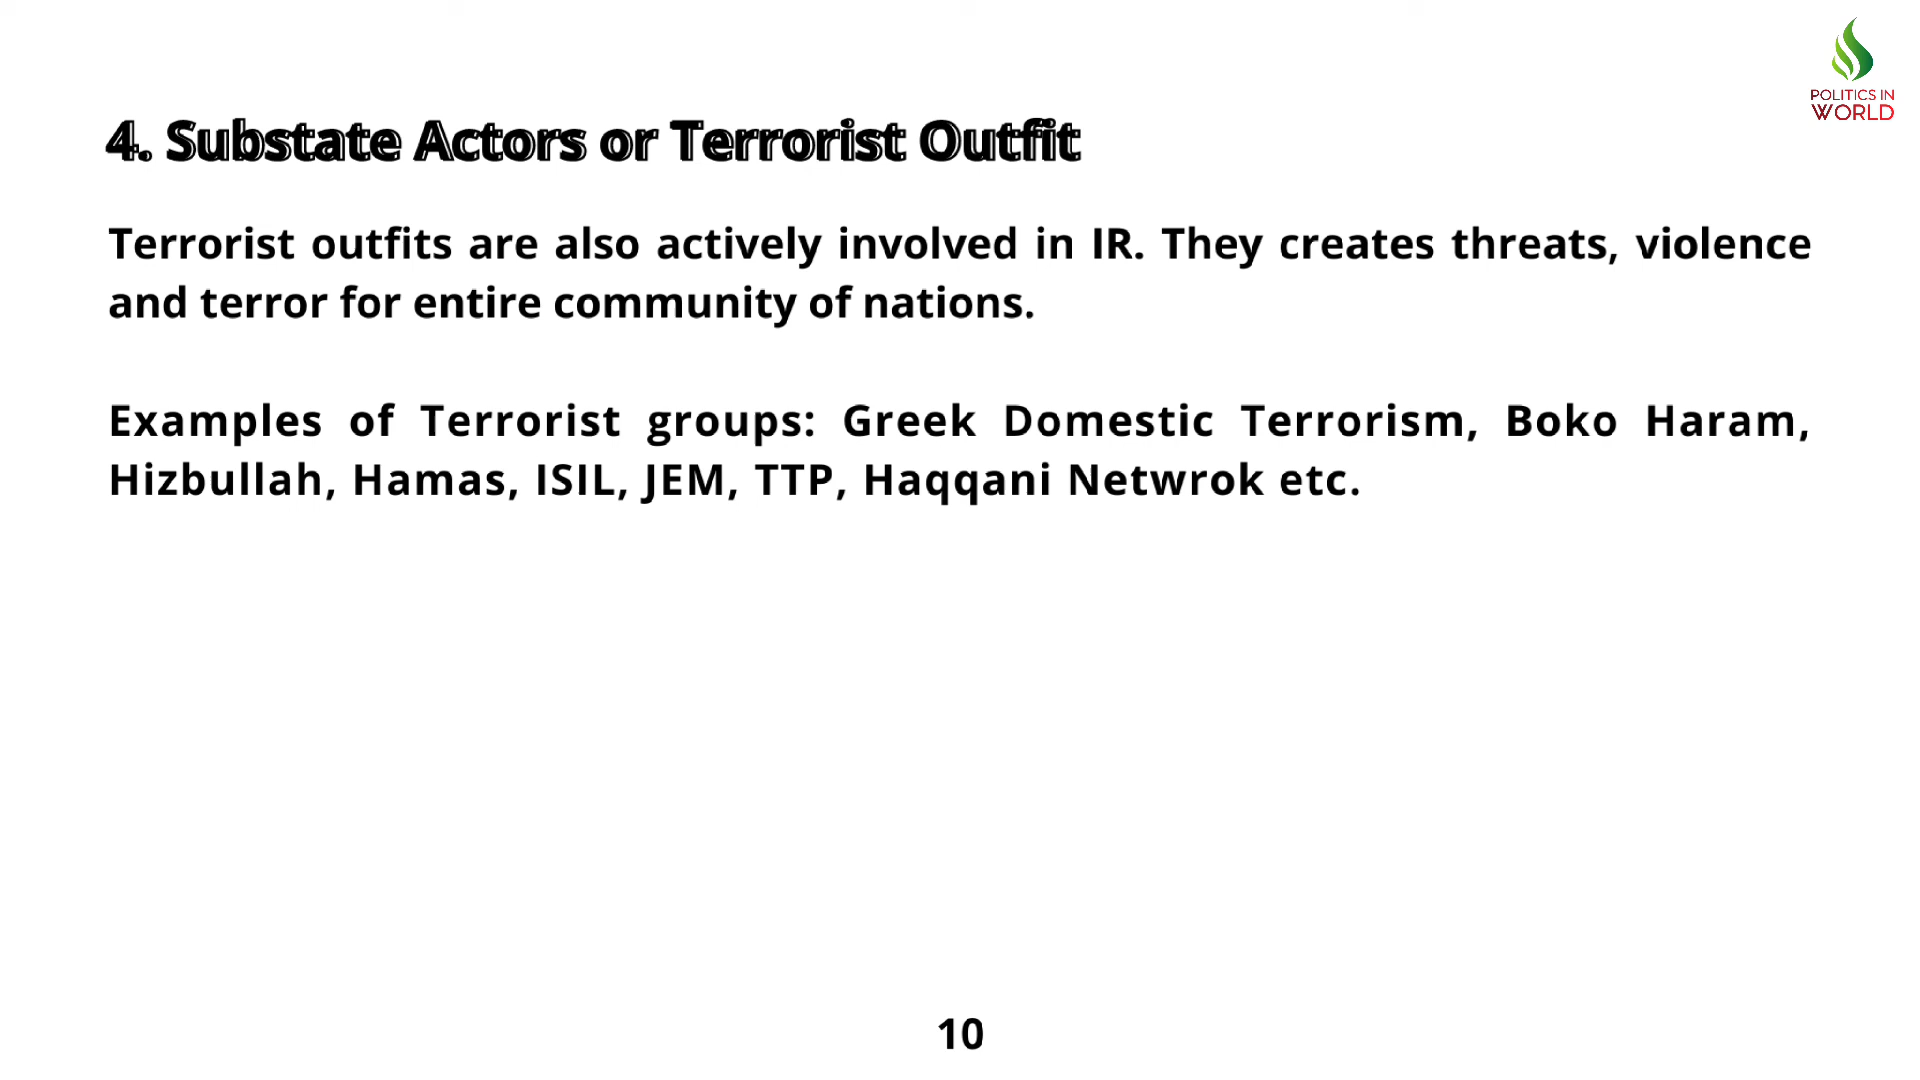 POLITICS IN
WORLD
4. Substate Actors or Terrorist Outfit
Terrorist outfits are also actively involved in IR. They creates threats, violence
and terror for entire community of nations.
Examples of Terrorist groups: Greek Domestic Terrorism, Boko Haram,
Hizbullah, Hamas, ISIL, JEM, TTP, Haqqani Netwrok etc.
10